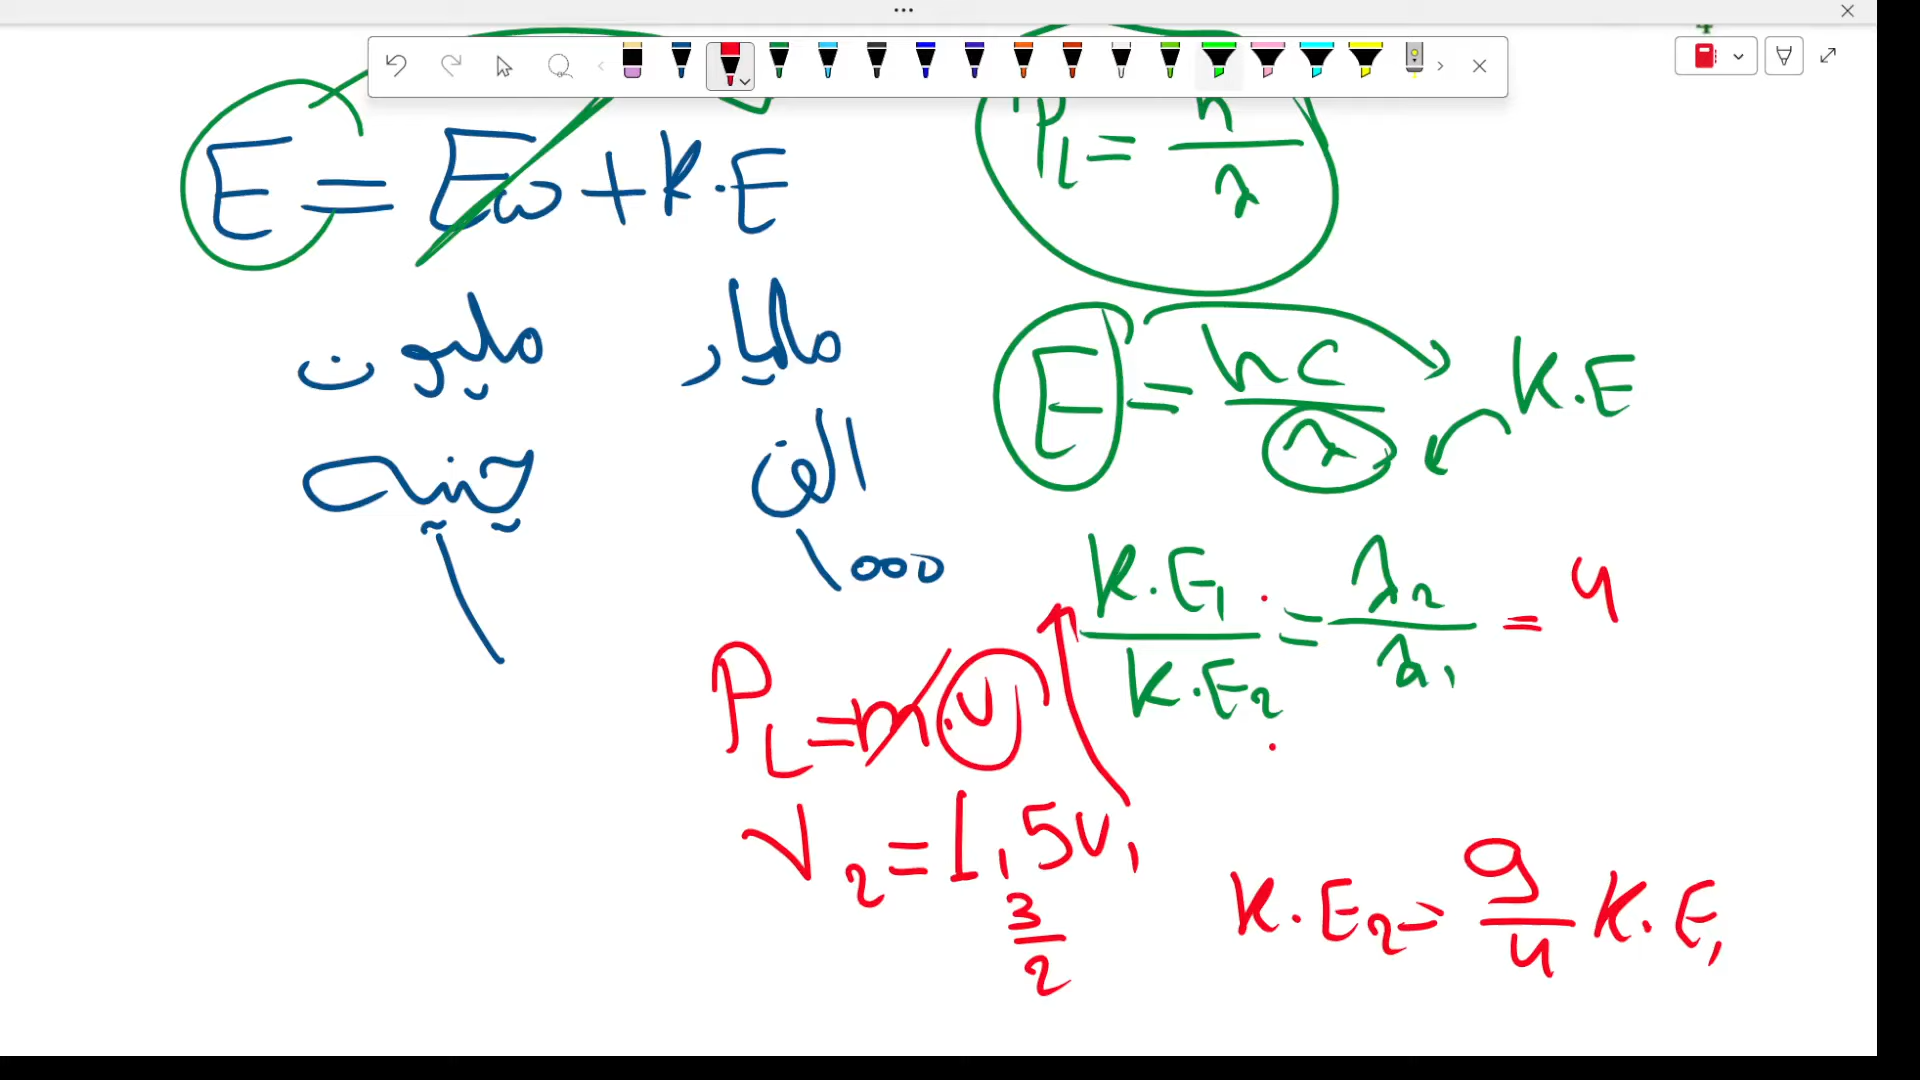 E = Ew + K.E
P_L = h/λ
مليار مليون
E = hc/λ K.E
الف جنيه
1000 1
K.E1/K.E2 = λ2/λ1 = 4
P_L = m.v
v2 = 1,5v1
3/2
K.E2 = 9/4 K.E1